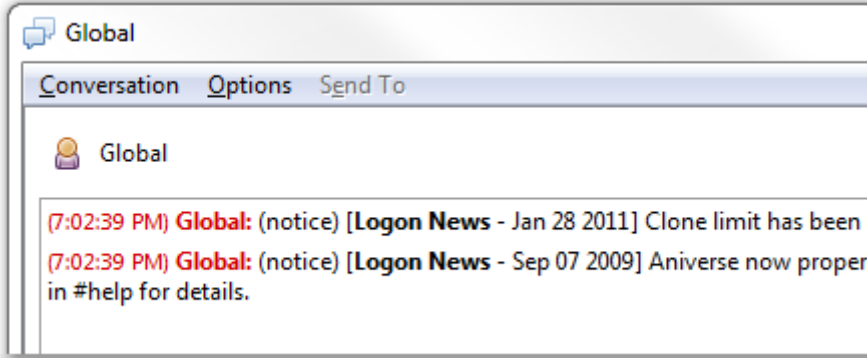 Global
Conversation Options Send To
Global
(7:02:39 PM) Global: (notice) [Logon News - Jan 28 2011] Clone limit has been
(7:02:39 PM) Global: (notice) [Logon News - Sep 07 2009] Aniverse now proper
in #help for details.